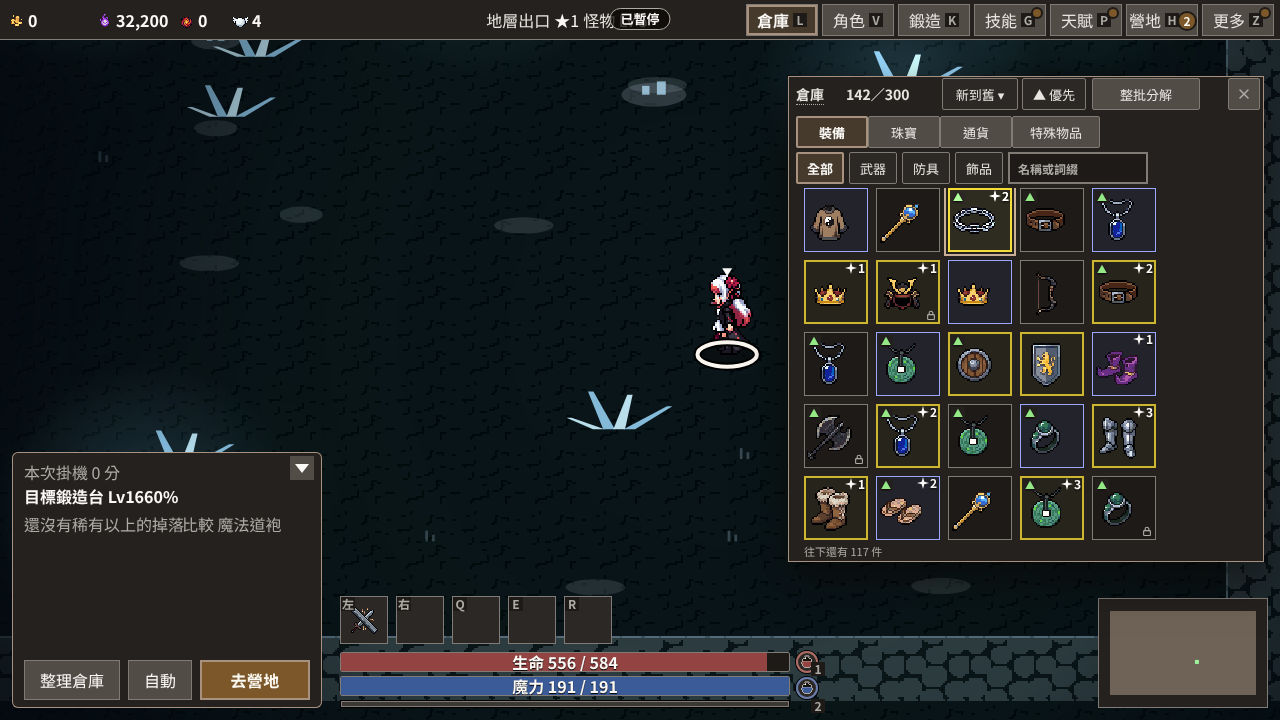 0
32,200
0
4
地層出口 ★1 怪物
已暫停
倉庫 L
角色 V
鍛造 K
技能 G
天賦 P
營地 H 2
更多 Z
倉庫
142／300
新到舊 ▾
▲優先
整批分解
✕
裝備
珠寶
通貨
特殊物品
全部
武器
防具
飾品
名稱或詞綴
2
1
1
2
1
2
3
1
2
3
往下還有 117 件
本次掛機 0 分
目標鍛造台 Lv1660%
還沒有稀有以上的掉落比較 魔法道袍
整理倉庫
自動
去營地
左
右
Q
E
R
生命 556 / 584
1
魔力 191 / 191
2